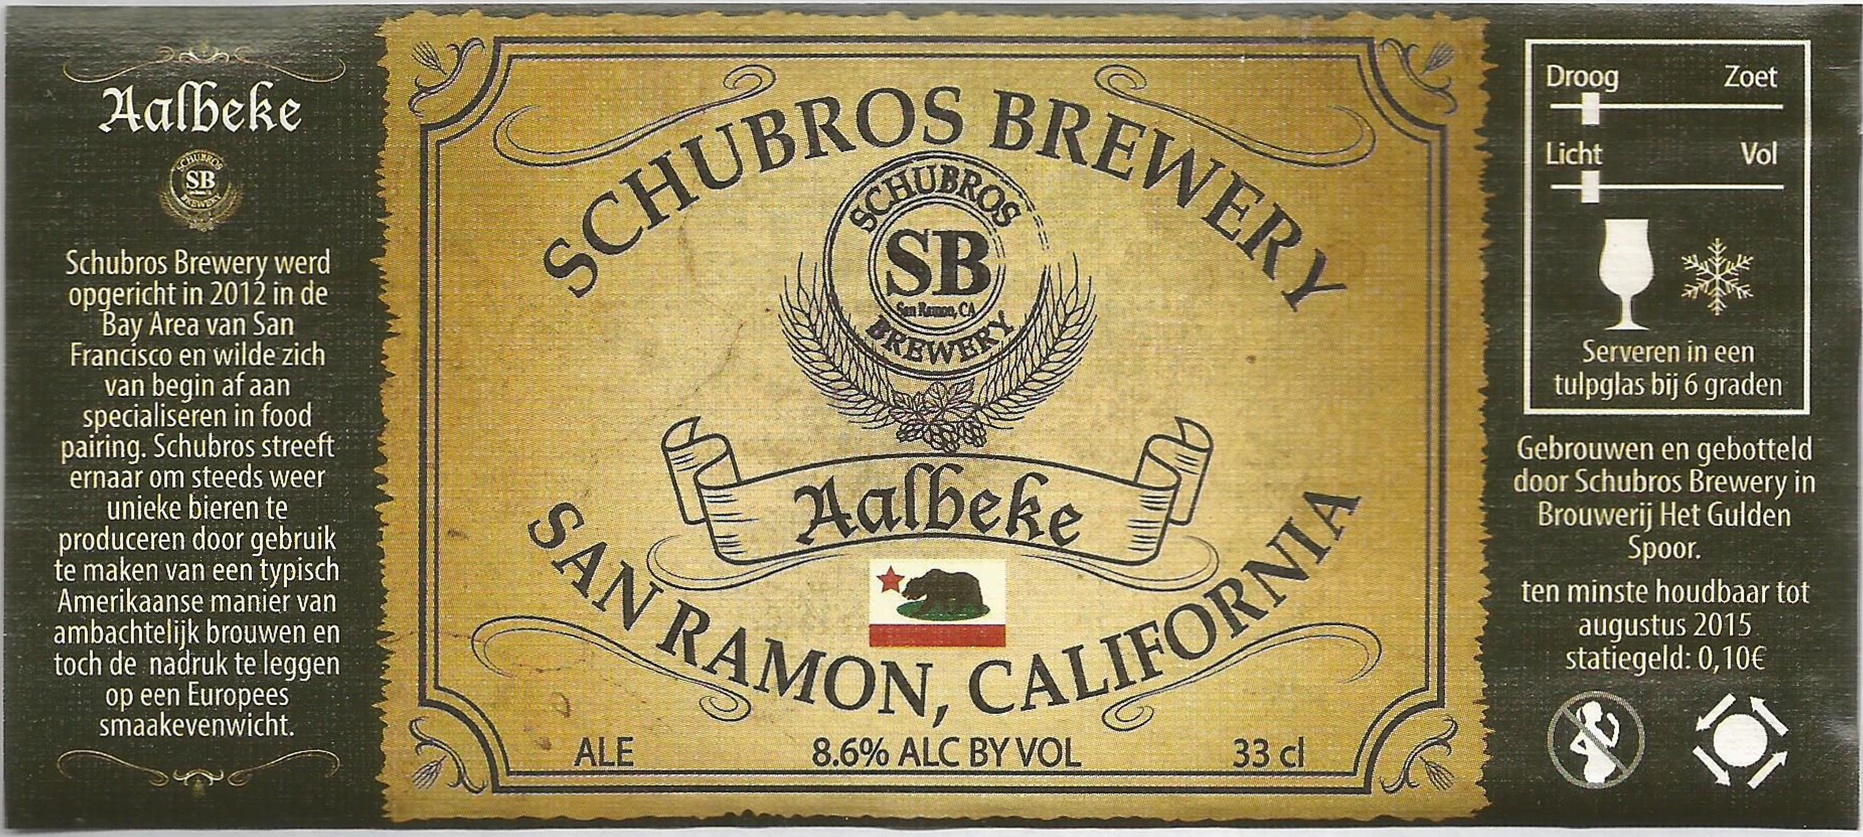 Aalbeke
SCHUBROS
SB
BREWERY
Schubros Brewery werd
opgericht in 2012 in de
Bay Area van San
Francisco en wilde zich
van begin af aan
specialiseren in food
pairing. Schubros streeft
ernaar om steeds weer
unieke bieren te
produceren door gebruik
te maken van een typisch
Amerikaanse manier van
ambachtelijk brouwen en
toch de nadruk te leggen
op een Europees
smaakevenwicht.
SCHUBROS BREWERY
SCHUBROS
SB
San Ramon, CA
BREWERY
Aalbeke
SAN RAMON, CALIFORNIA
ALE 8.6% ALC BY VOL 33 cl
Droog Zoet
Licht Vol
Serveren in een
tulpglas bij 6 graden
Gebrouwen en gebotteld
door Schubros Brewery in
Brouwerij Het Gulden
Spoor.
ten minste houdbaar tot
augustus 2015
statiegeld: 0,10€